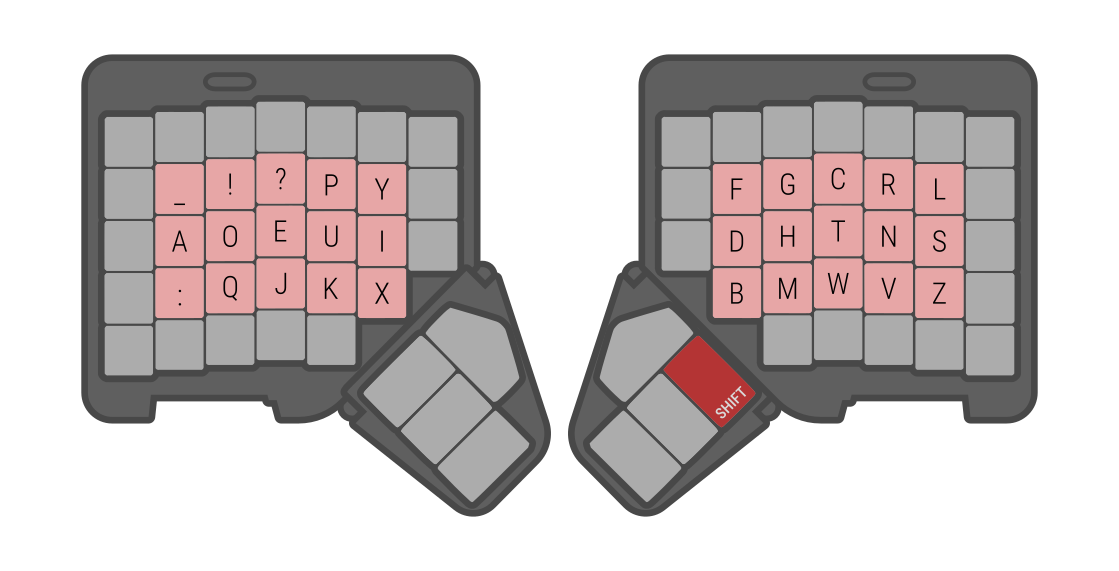 _ ! ? P Y
A O E U I
: Q J K X
F G C R L
D H T N S
B M W V Z
SHIFT